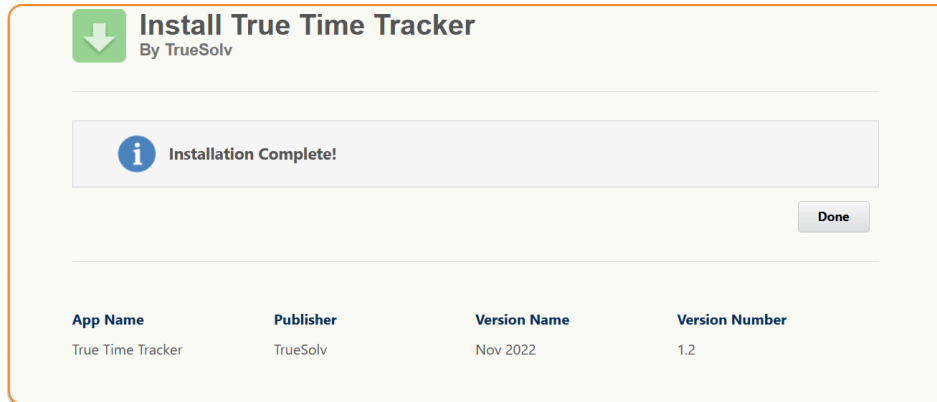 Install True Time Tracker
By TrueSolv
Installation Complete!
Done
App Name Publisher Version Name Version Number
True Time Tracker TrueSolv Nov 2022 1.2